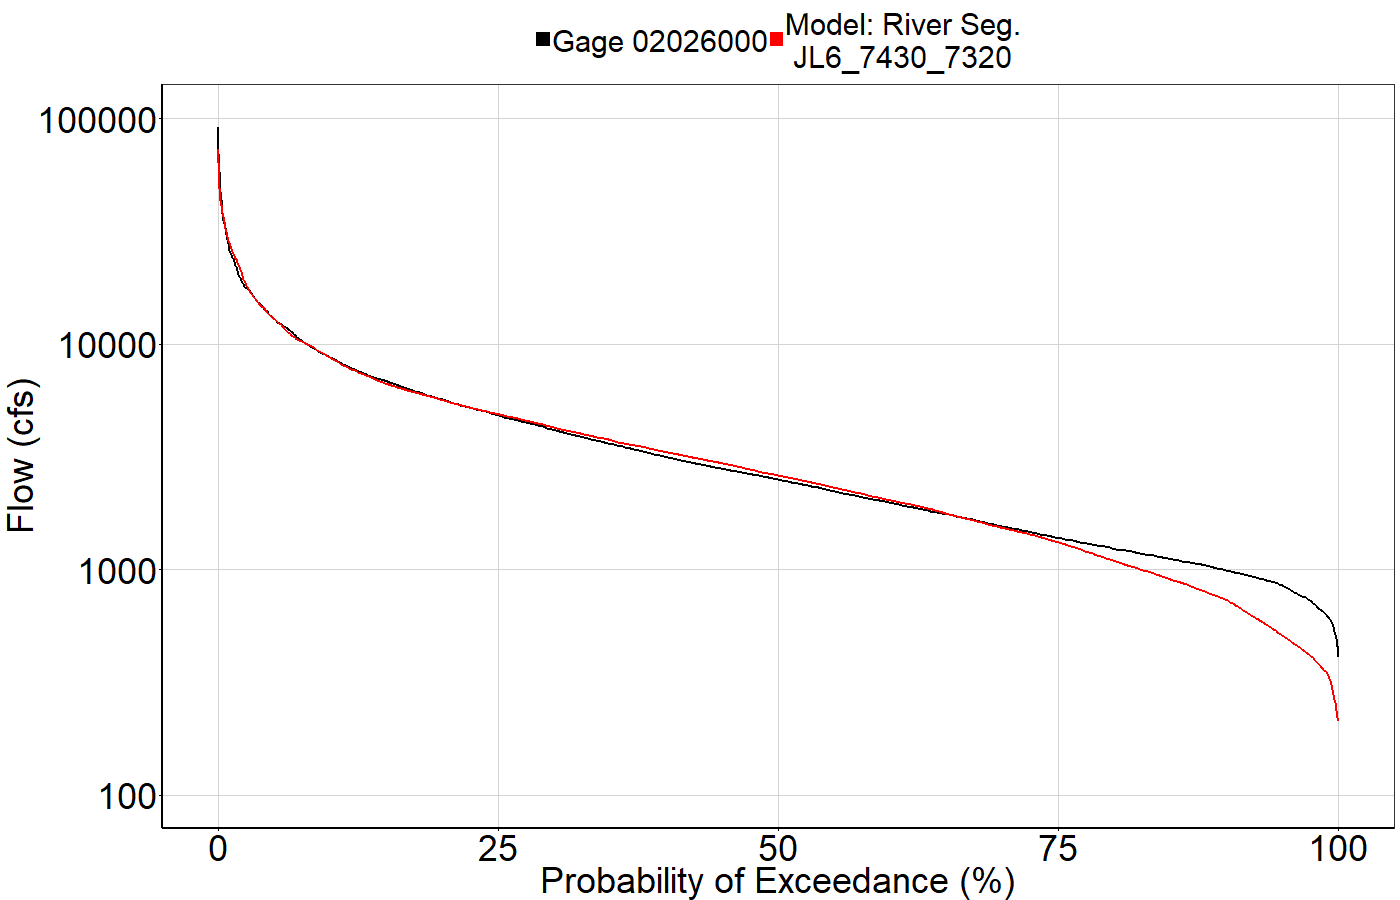 Gage 02026000
Model: River Seg.
JL6_7430_7320
Flow (cfs)
100000
10000
1000
100
0 25 50 75 100
Probability of Exceedance (%)